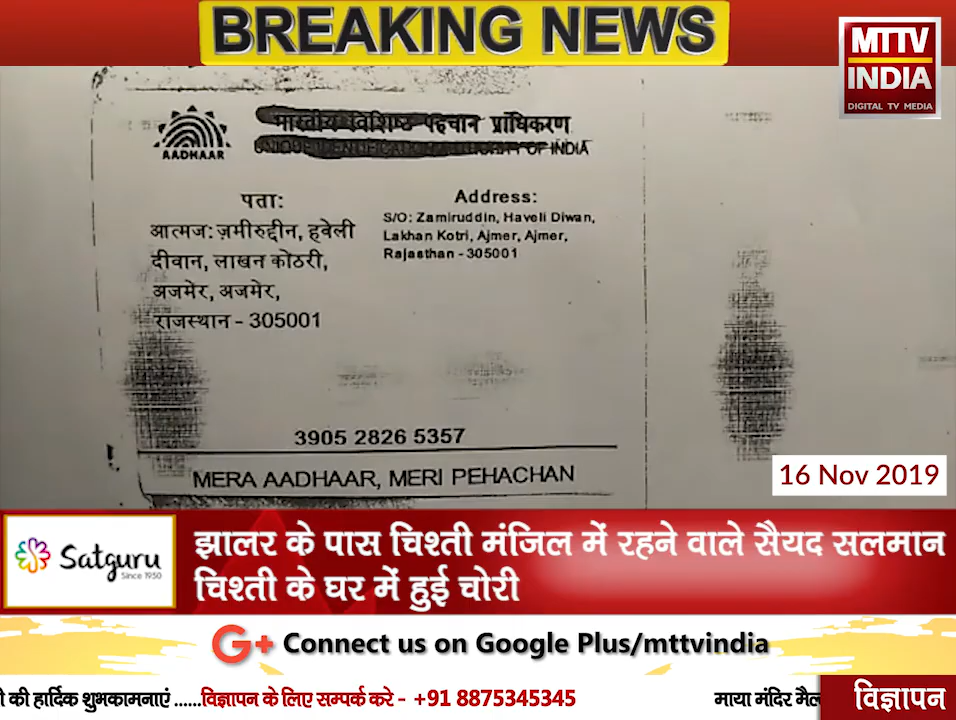 BREAKING NEWS
MTTV
INDIA
DIGITAL TV MEDIA
भारतीय विशिष्ट पहचान प्राधिकरण
OF INDIA
AADHAAR
पता:
आत्मज: ज़मीरुद्दीन, हवेली
दीवान, लाखन कोठरी,
अजमेर, अजमेर,
राजस्थान - 305001
Address:
S/O: Zamiruddin, Haveli Diwan,
Lakhan Kotri, Ajmer, Ajmer,
Rajasthan - 305001
3905 2826 5357
MERA AADHAAR, MERI PEHACHAN
16 Nov 2019
Satguru
Since 1950
झालर के पास चिश्ती मंजिल में रहने वाले सैयद सलमान
चिश्ती के घर में हुई चोरी
G+ Connect us on Google Plus/mttvindia
की हार्दिक शुभकामनाएं ......विज्ञापन के लिए सम्पर्क करे - +91 8875345345 माया मंदिर
विज्ञापन